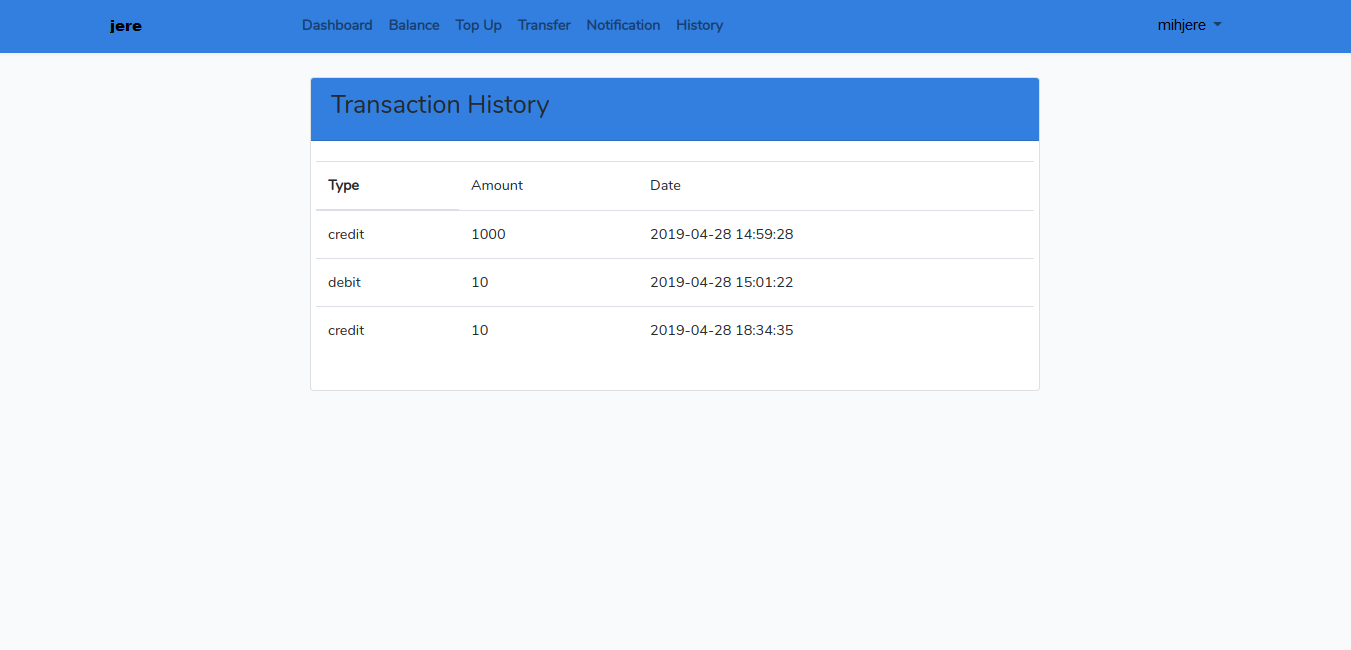 jere Dashboard Balance Top Up Transfer Notification History mihjere
Transaction History
Type Amount Date
credit 1000 2019-04-28 14:59:28
debit 10 2019-04-28 15:01:22
credit 10 2019-04-28 18:34:35